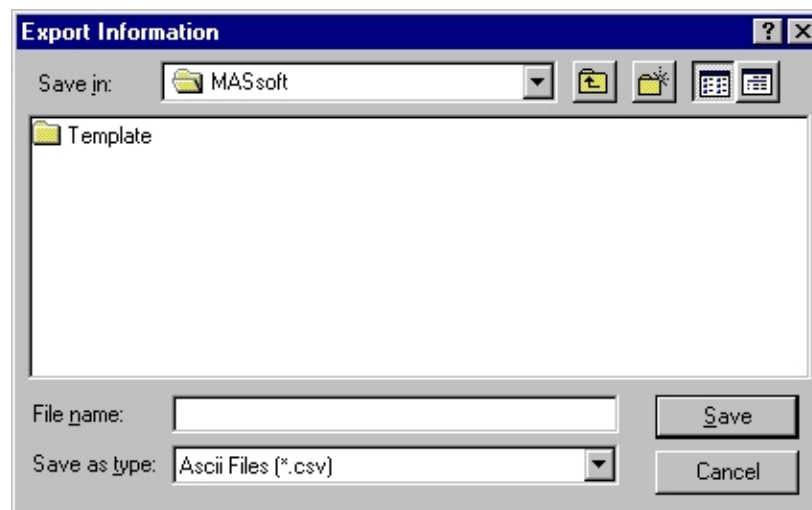 Export Information
Save in: MASsoft
Template
File name:
Save
Save as type: Ascii Files (*.csv)
Cancel